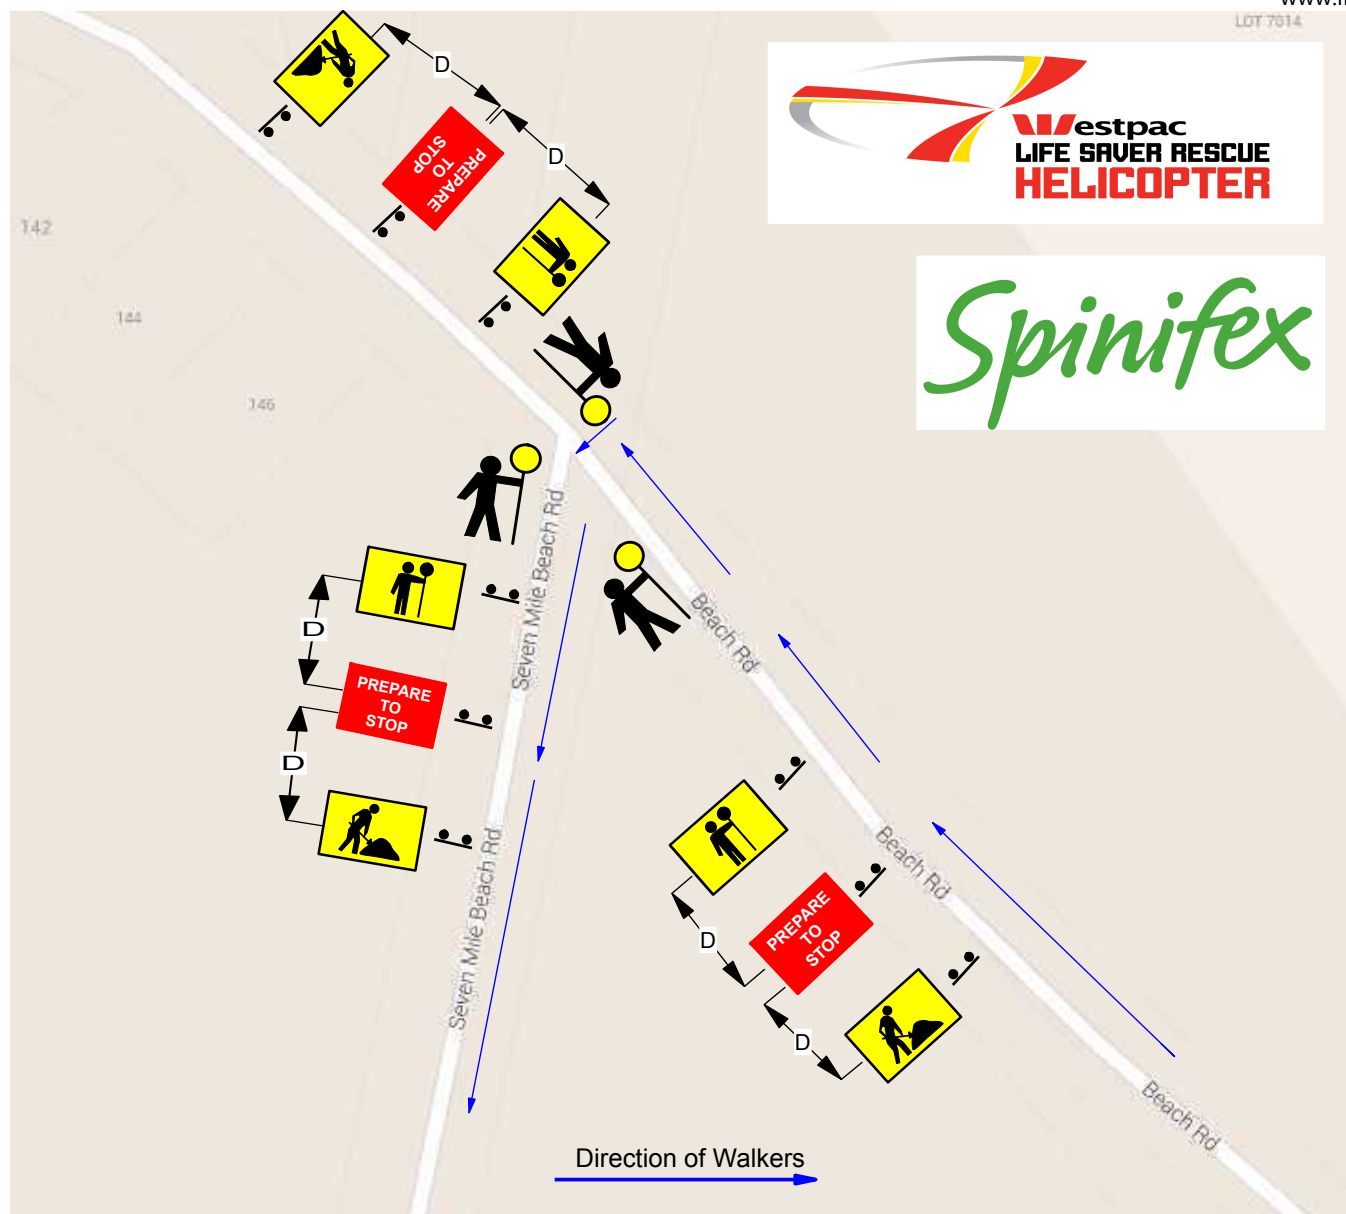 www.
LOT 7014
D
Westpac
LIFE SAVER RESCUE
HELICOPTER
PREPARE
TO
STOP
D
142
Spinifex
144
146
Seven Mile Beach Rd
Beach Rd
D
PREPARE
TO
STOP
D
Seven Mile Beach Rd
Beach Rd
PREPARE
TO
STOP
D
D
Beach Rd
Direction of Walkers